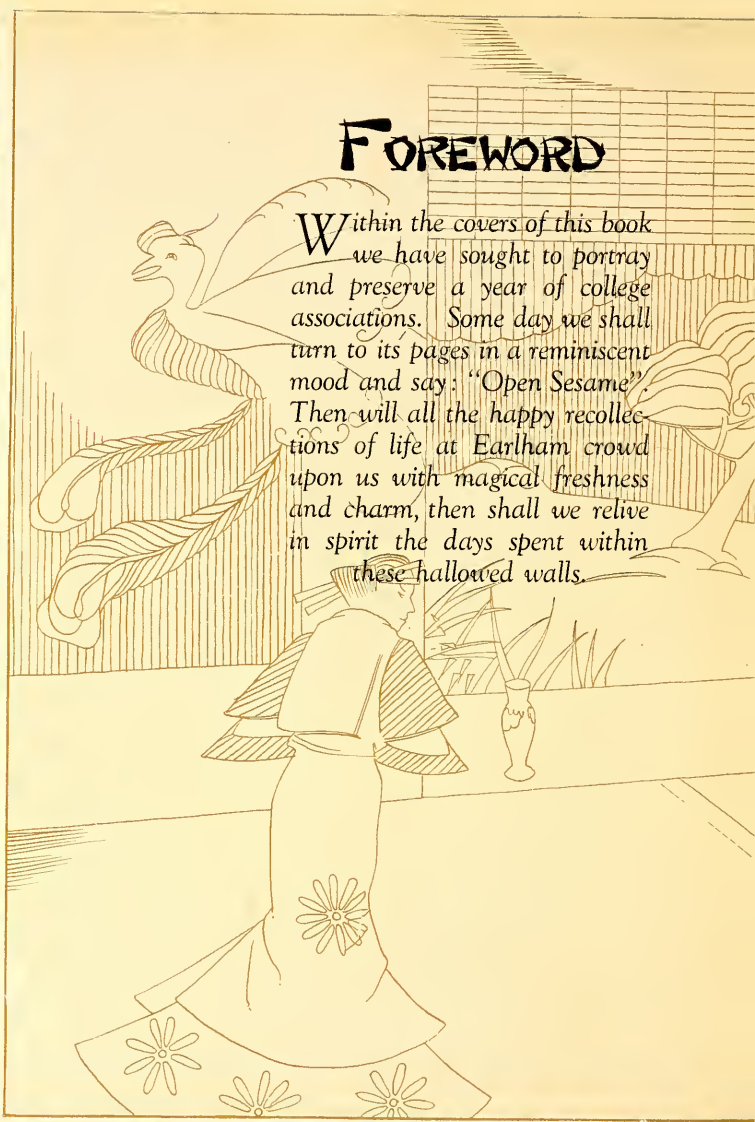 FOREWORD
Within the covers of this book
we have sought to portray
and preserve a year of college
associations. Some day we shall
turn to its pages in a reminiscent
mood and say: "Open Sesame".
Then will all the happy recollec-
tions of life at Earlham crowd
upon us with magical freshness
and charm, then shall we relive
in spirit the days spent within
these hallowed walls.